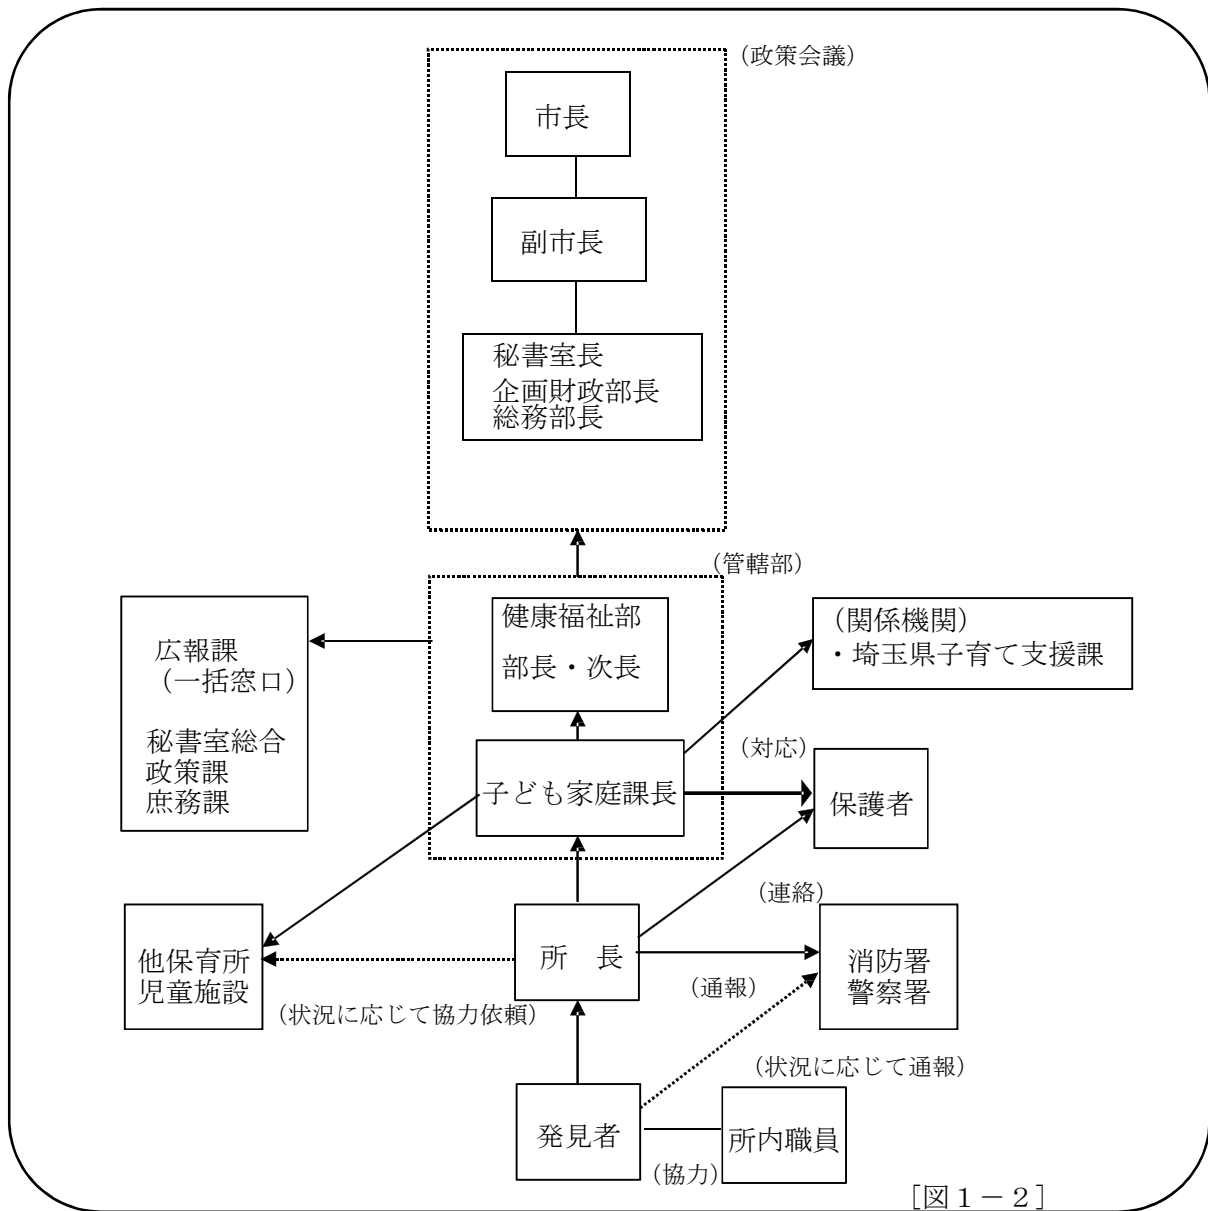 （政策会議）
市長
副市長
秘書室長
企画財政部長
総務部長
（管轄部）
健康福祉部
部長・次長
広報課
（一括窓口）
秘書室総合
政策課
庶務課
（関係機関）
・埼玉県子育て支援課
（対応）
子ども家庭課長
保護者
（連絡）
他保育所
児童施設
所　長
消防署
警察署
（通報）
（状況に応じて協力依頼）
（状況に応じて通報）
発見者
所内職員
（協力）
［図１－２］